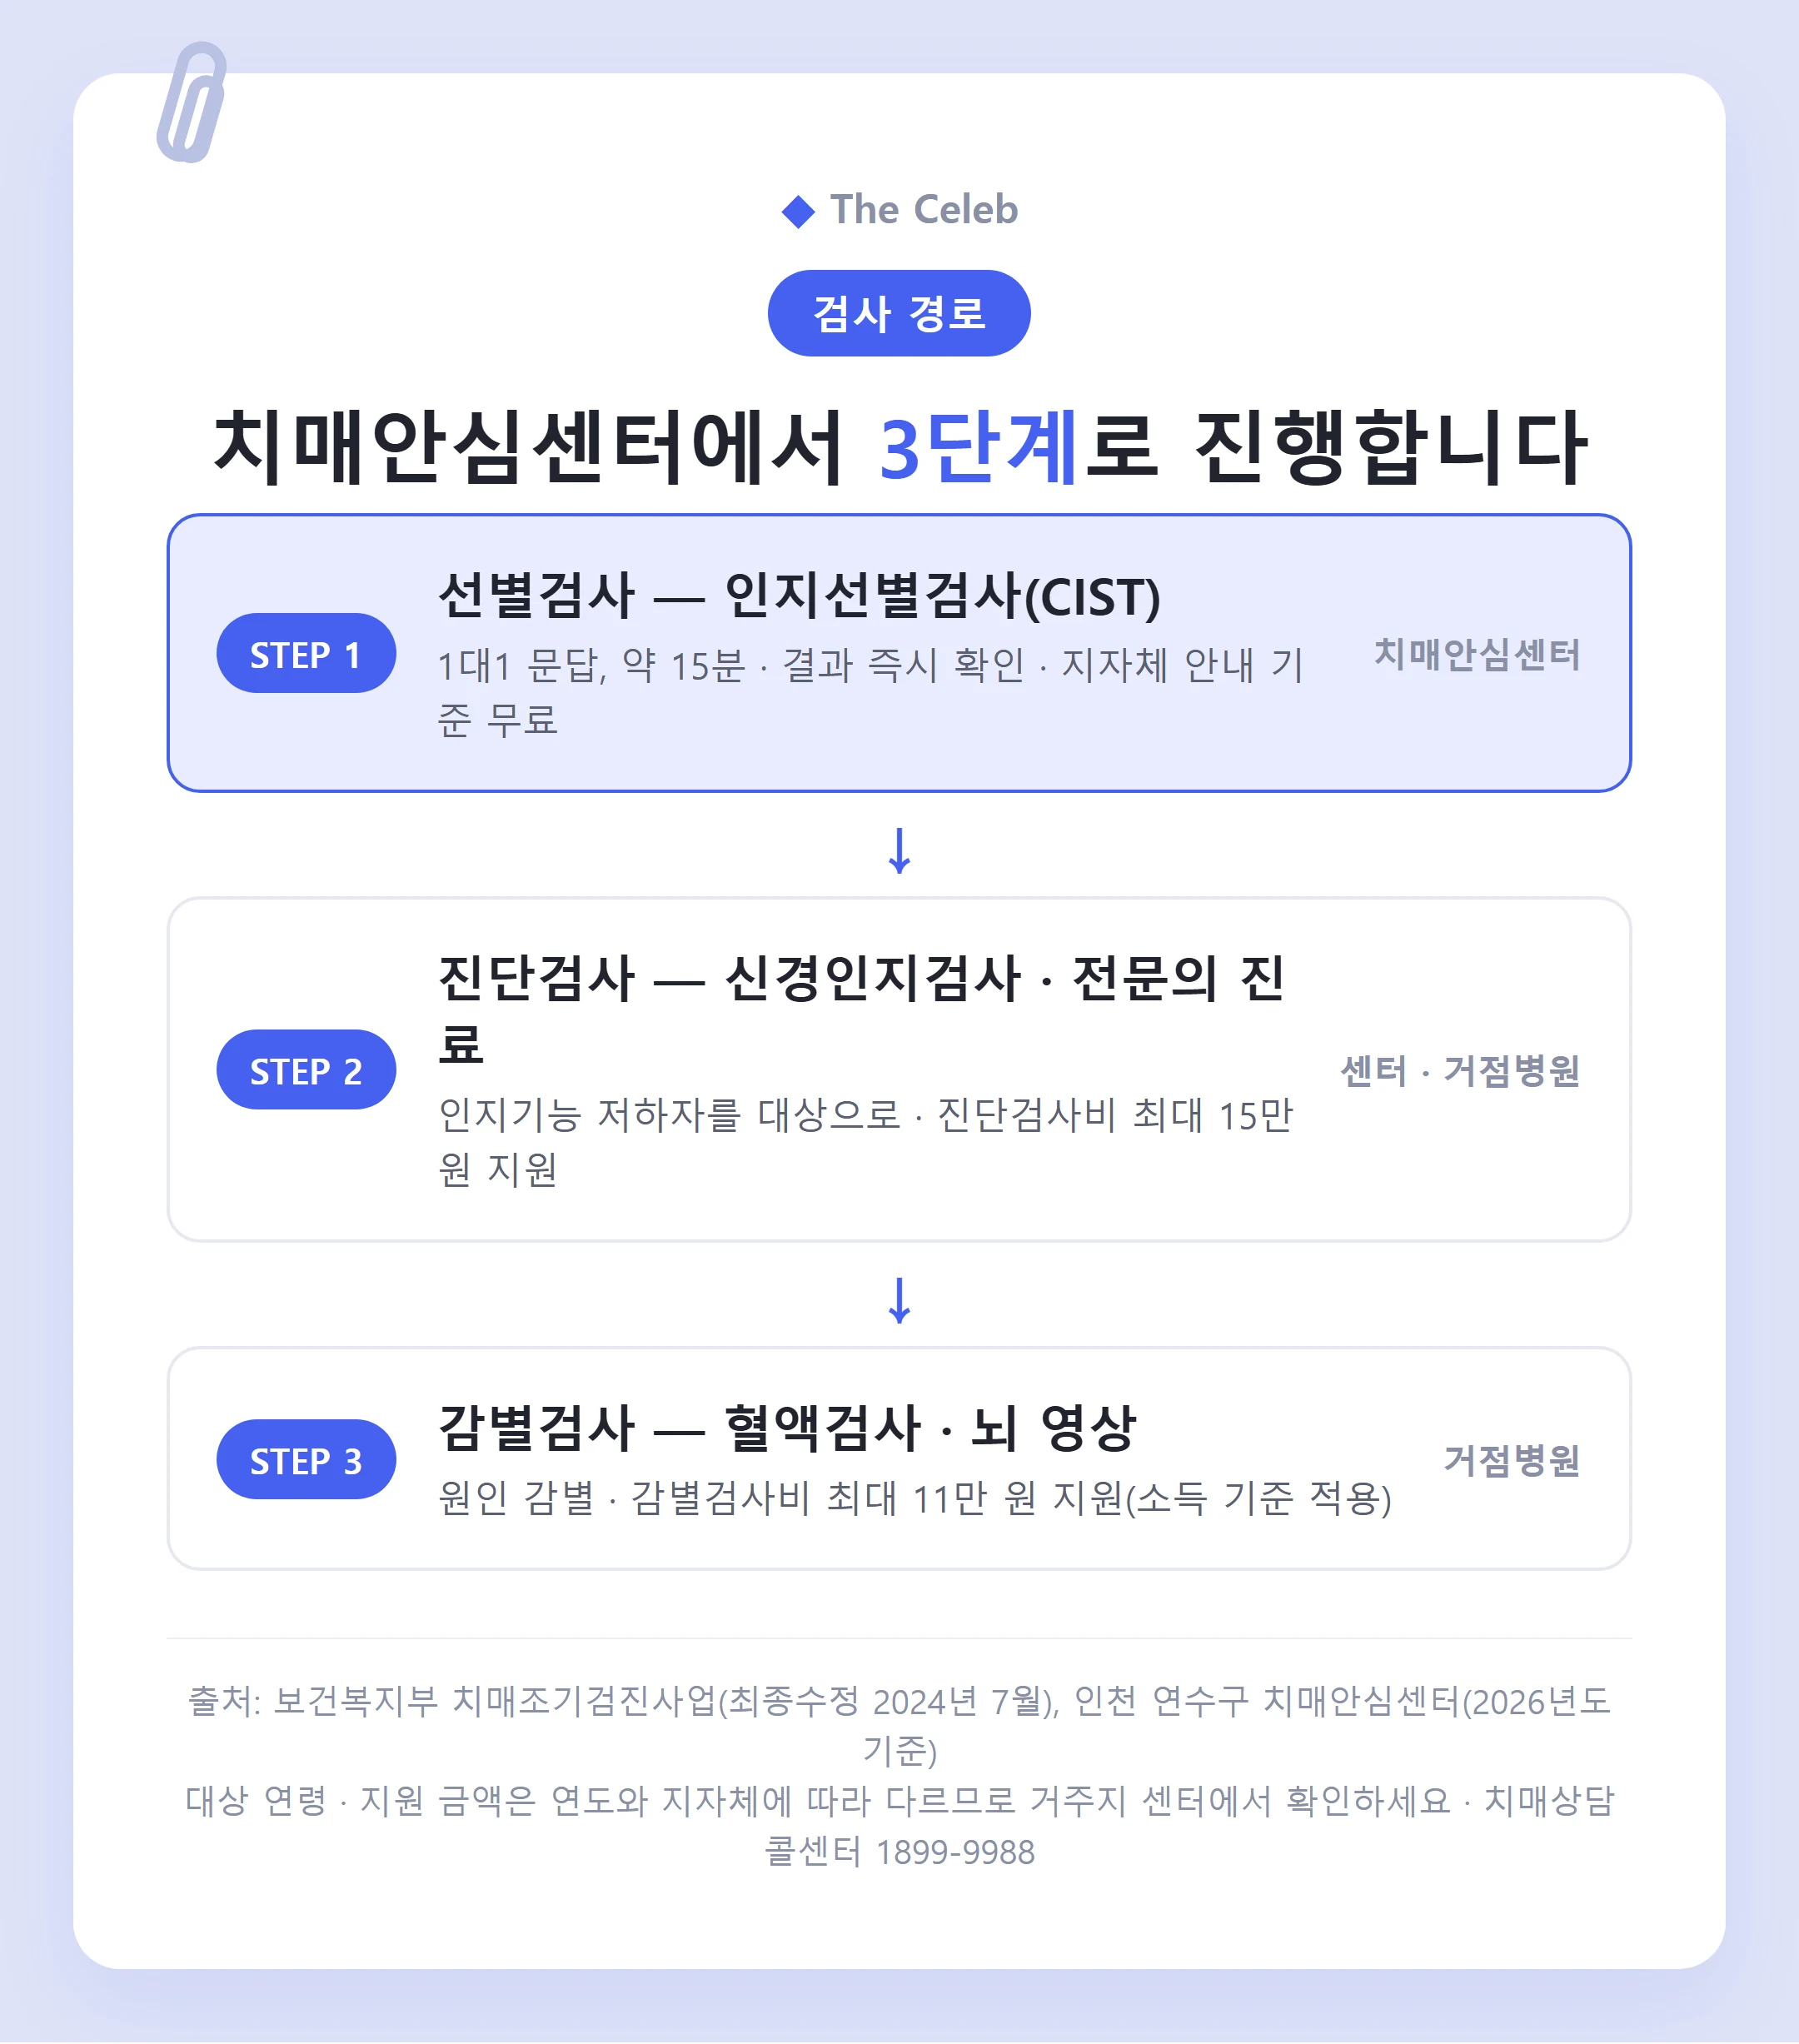 The Celeb
검사 경로
치매안심센터에서 3단계로 진행합니다
STEP 1
선별검사 — 인지선별검사(CIST)
1대1 문답, 약 15분 · 결과 즉시 확인 · 지자체 안내 기
준 무료
치매안심센터
↓
STEP 2
진단검사 — 신경인지검사 · 전문의 진
료
인지기능 저하자를 대상으로 · 진단검사비 최대 15만
원 지원
센터 · 거점병원
↓
STEP 3
감별검사 — 혈액검사 · 뇌 영상
원인 감별 · 감별검사비 최대 11만 원 지원(소득 기준 적용)
거점병원
출처: 보건복지부 치매조기검진사업(최종수정 2024년 7월), 인천 연수구 치매안심센터(2026년도
기준)
대상 연령 · 지원 금액은 연도와 지자체에 따라 다르므로 거주지 센터에서 확인하세요 · 치매상담
콜센터 1899-9988